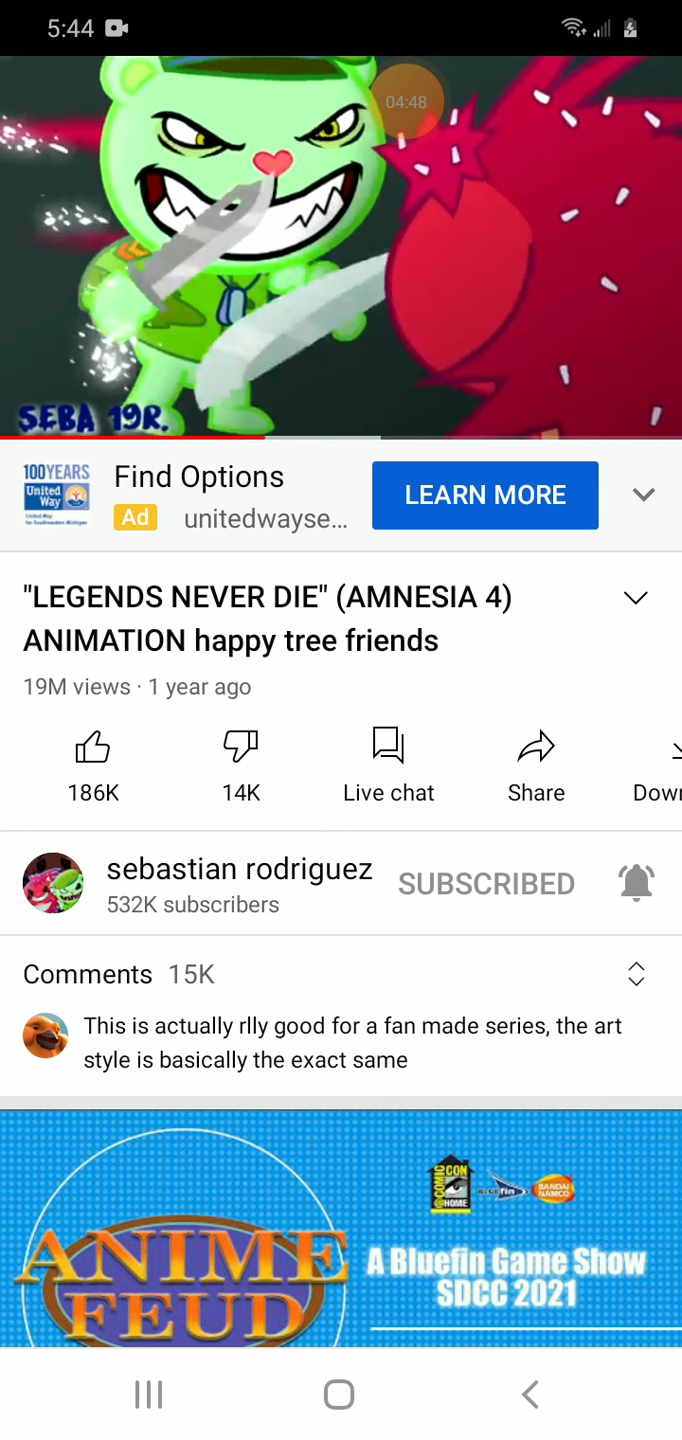 5:44
04:48
SEBA 19R.
100YEARS
United
Way
Find Options
Ad unitedwayse...
LEARN MORE
"LEGENDS NEVER DIE" (AMNESIA 4)
ANIMATION happy tree friends
19M views · 1 year ago
186K
14K
Live chat
Share
Down
sebastian rodriguez
532K subscribers
SUBSCRIBED
Comments 15K
This is actually rlly good for a fan made series, the art
style is basically the exact same
COMIC CON
@HOME
BANDAI
NAMCO
ANIME
FEUD
A Bluefin Game Show
SDCC 2021